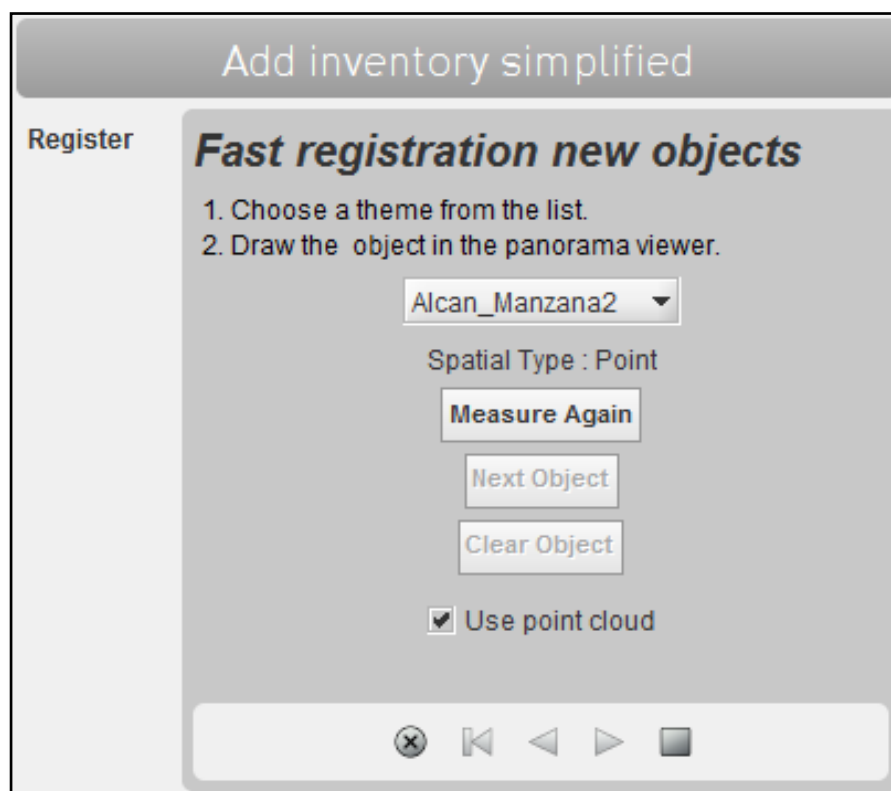 Add inventory simplified
Register
Fast registration new objects
1. Choose a theme from the list.
2. Draw the  object in the panorama viewer.
Alcan_Manzana2
Spatial Type : Point
Measure Again
Next Object
Clear Object
Use point cloud